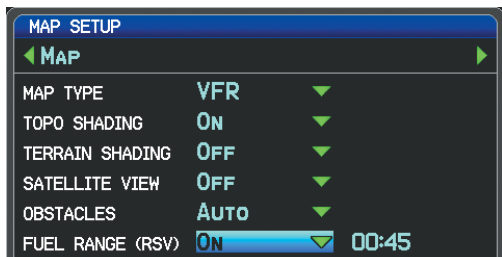 MAP SETUP
MAP
MAP TYPE VFR
TOPO SHADING ON
TERRAIN SHADING OFF
SATELLITE VIEW OFF
OBSTACLES AUTO
FUEL RANGE (RSV) ON 00:45